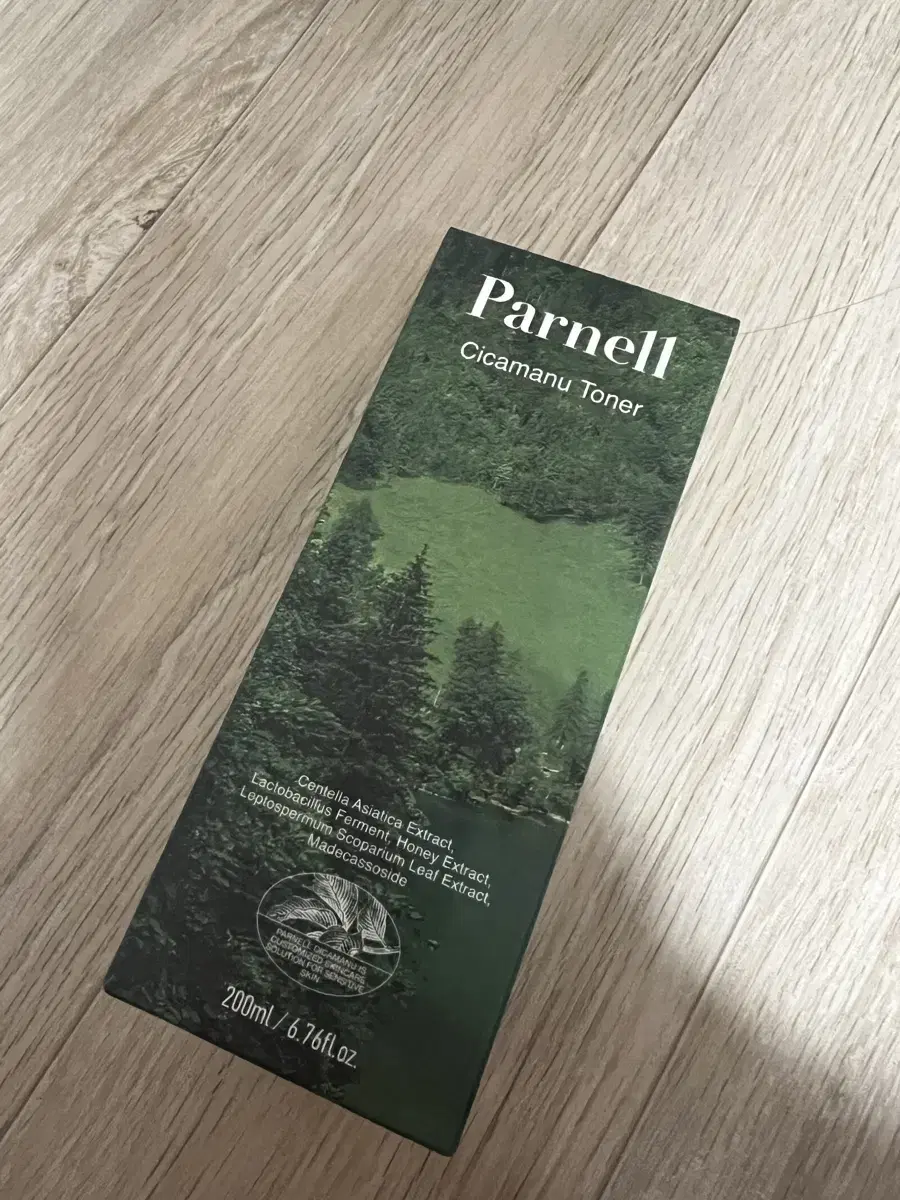 Parnell
Cicamanu Toner
Centella Asiatica Extract,
Lactobacillus Ferment, Honey Extract,
Leptospermum Scoparium Leaf Extract,
Madecassoside
PARNELL CICAMANU IS
CUSTOMIZED SKINCARE
SOLUTION FOR SENSITIVE
SKIN
200ml / 6.76fl.oz.